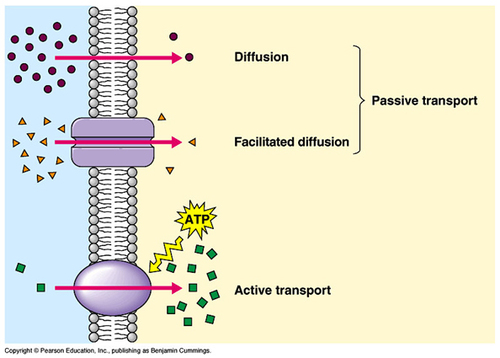 Diffusion
Passive transport
Facilitated diffusion
ATP
Active transport
Copyright © Pearson Education, Inc., publishing as Benjamin Cummings.